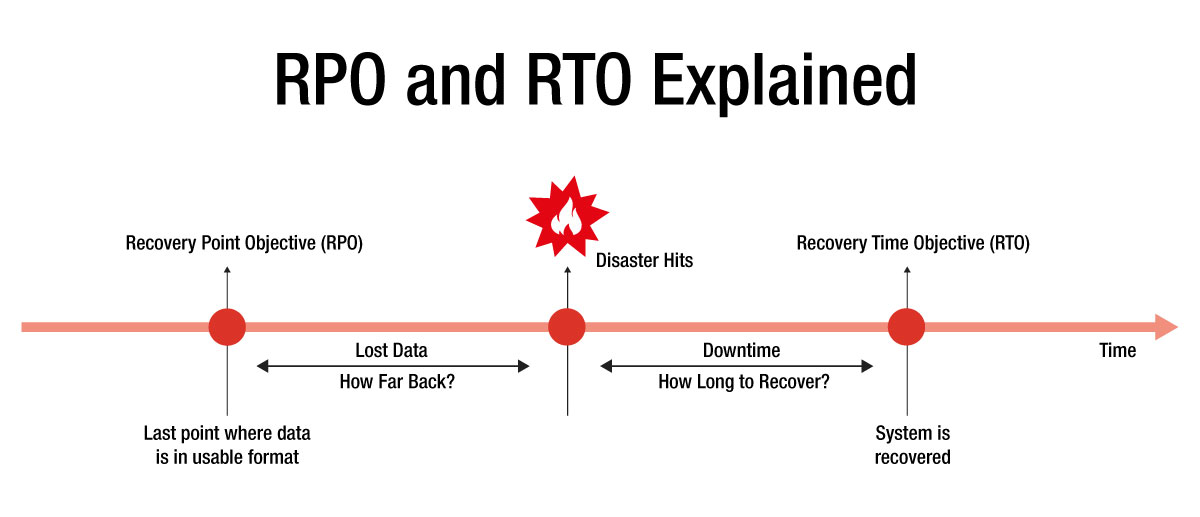 RPO and RTO Explained
Recovery Point Objective (RPO)
Disaster Hits
Recovery Time Objective (RTO)
Lost Data
How Far Back?
Downtime
How Long to Recover?
Time
Last point where data
is in usable format
System is
recovered